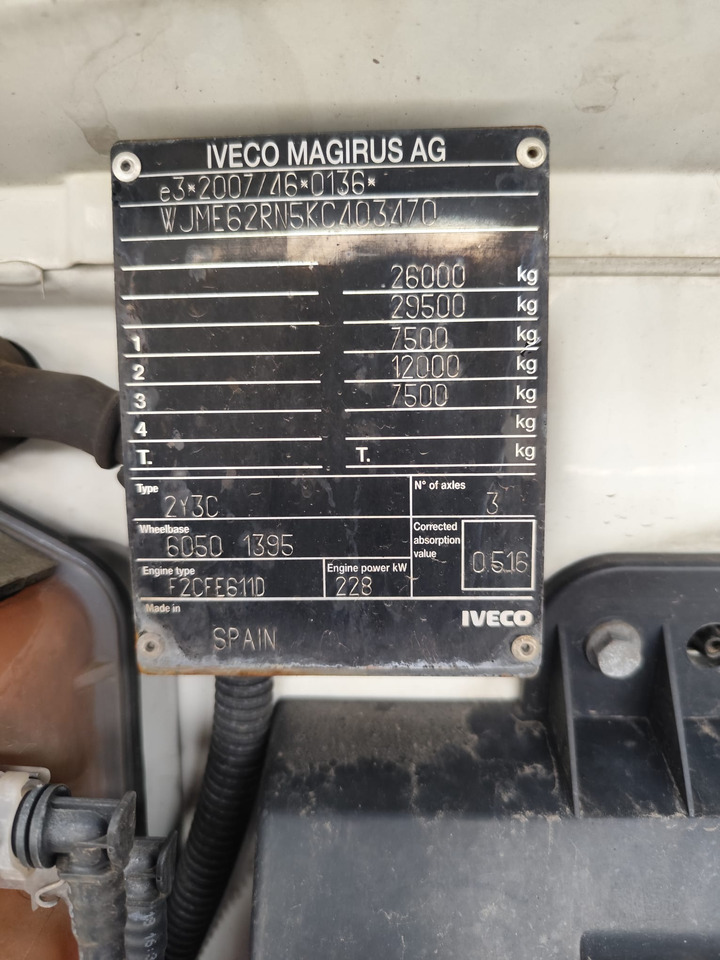 IVECO MAGIRUS AG
e3*2007/46*0136*
WJME62RN5KC403470
26000 kg
29500 kg
1 7500 kg
2 12000 kg
3 7500 kg
4 kg
T. T. kg
Type
2Y3C
N° of axles
3
Wheelbase
6050 1395
Corrected
absorption
value
0.516
Engine type
F2CFE611D
Engine power kW
228
Made in
SPAIN
IVECO